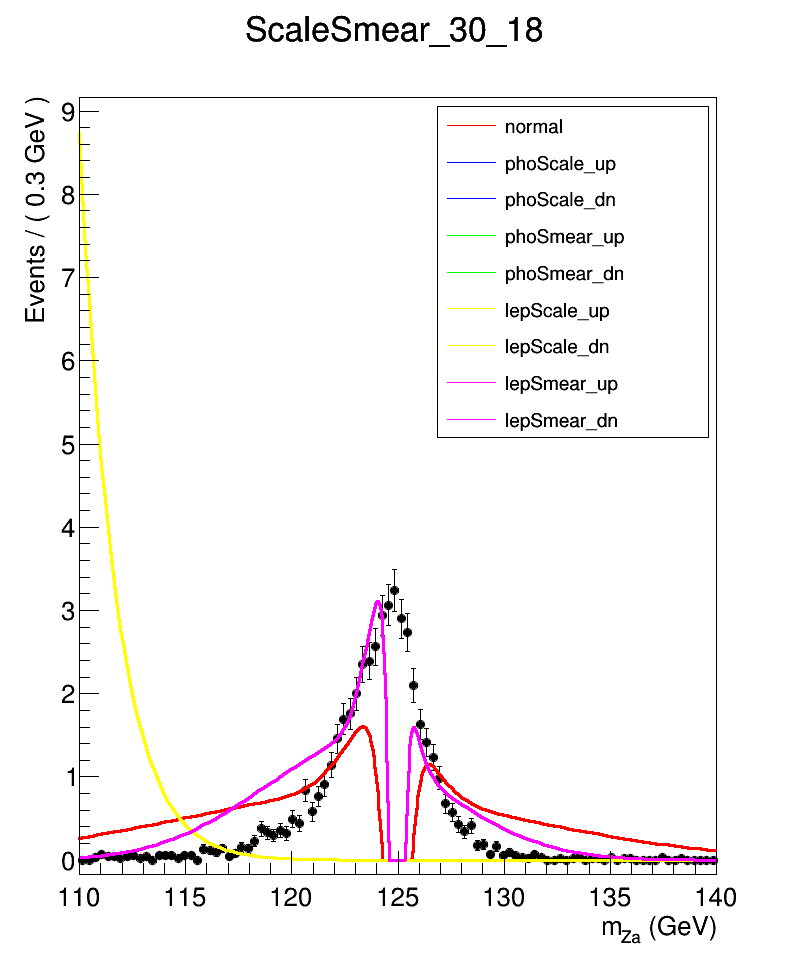 ScaleSmear_30_18
Events / ( 0.3 GeV )
9
8
7
6
5
4
3
2
1
0
normal
phoScale_up
phoScale_dn
phoSmear_up
phoSmear_dn
lepScale_up
lepScale_dn
lepSmear_up
lepSmear_dn
110 115 120 125 130 135 140
m_Za (GeV)